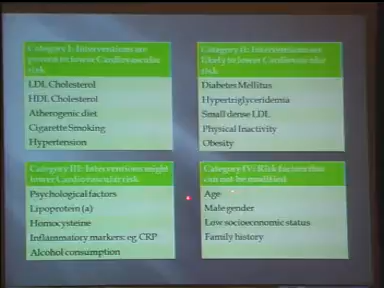 Category I: Interventions are
proven to lower Cardiovascular
risk
LDL Cholesterol
HDL Cholesterol
Atherogenic diet
Cigarette Smoking
Hypertension
Category II: Interventions are
likely to lower Cardiovascular
risk
Diabetes Mellitus
Hypertriglyceridemia
Small dense LDL
Physical Inactivity
Obesity
Category III: Interventions might
lower Cardiovascular risk
Psychological factors
Lipoprotein (a)
Homocysteine
Inflammatory markers: eg CRP
Alcohol consumption
Category IV: Risk factors that
can not be modified
Age
Male gender
Low socioeconomic status
Family history